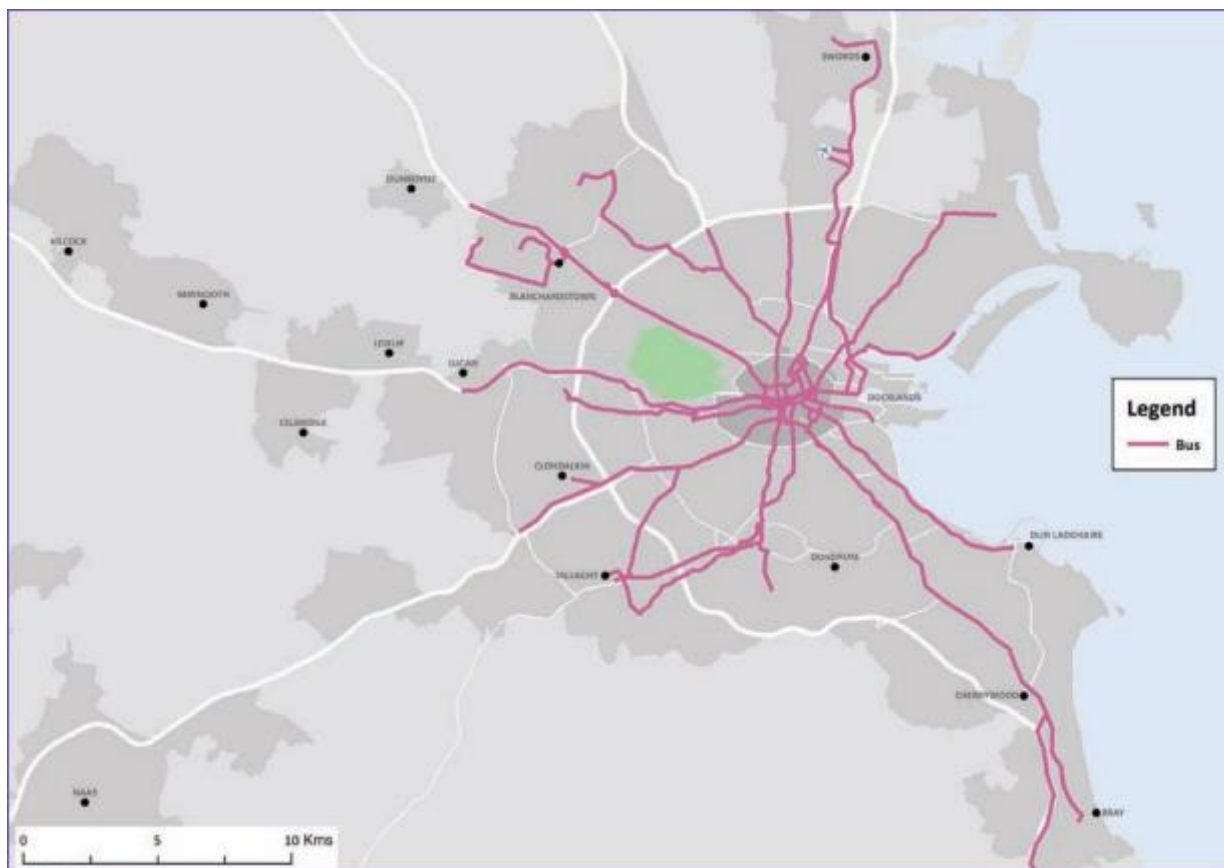 SWORDS
DUNBOYNE
KILCOCK
MAYNOOTH
BLANCHARDSTOWN
LEIXLIP
LUCAN
DOCKLANDS
CELBRIDGE
CLONDALKIN
DUN LAOGHAIRE
DUNDRUM
TALLAGHT
CHERRYWOOD
NAAS
BRAY
Legend
Bus
0 5 10 Kms